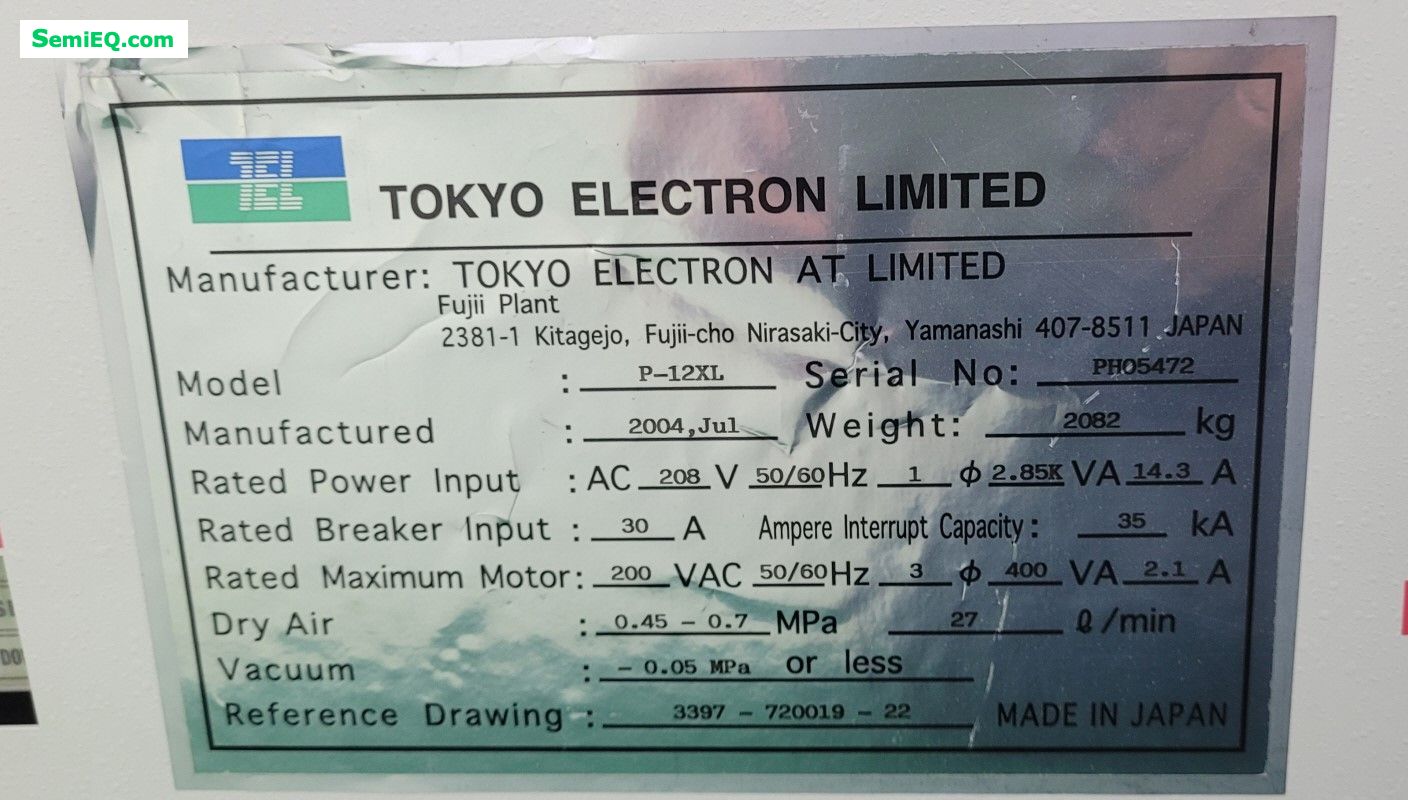 SemiEQ.com
TEL
TOKYO ELECTRON LIMITED
Manufacturer: TOKYO ELECTRON AT LIMITED
Fujii Plant
2381-1 Kitagejo, Fujii-cho Nirasaki-City, Yamanashi 407-8511 JAPAN
Model : P-12XL Serial No: PH05472
Manufactured : 2004,Jul Weight: 2082 kg
Rated Power Input : AC 208 V 50/60 Hz 1 ϕ 2.85K VA 14.3 A
Rated Breaker Input : 30 A Ampere Interrupt Capacity : 35 kA
Rated Maximum Motor: 200 VAC 50/60 Hz 3 ϕ 400 VA 2.1 A
Dry Air : 0.45 - 0.7 MPa 27 ℓ/min
Vacuum : - 0.05 MPa or less
Reference Drawing : 3397 - 720019 - 22 MADE IN JAPAN